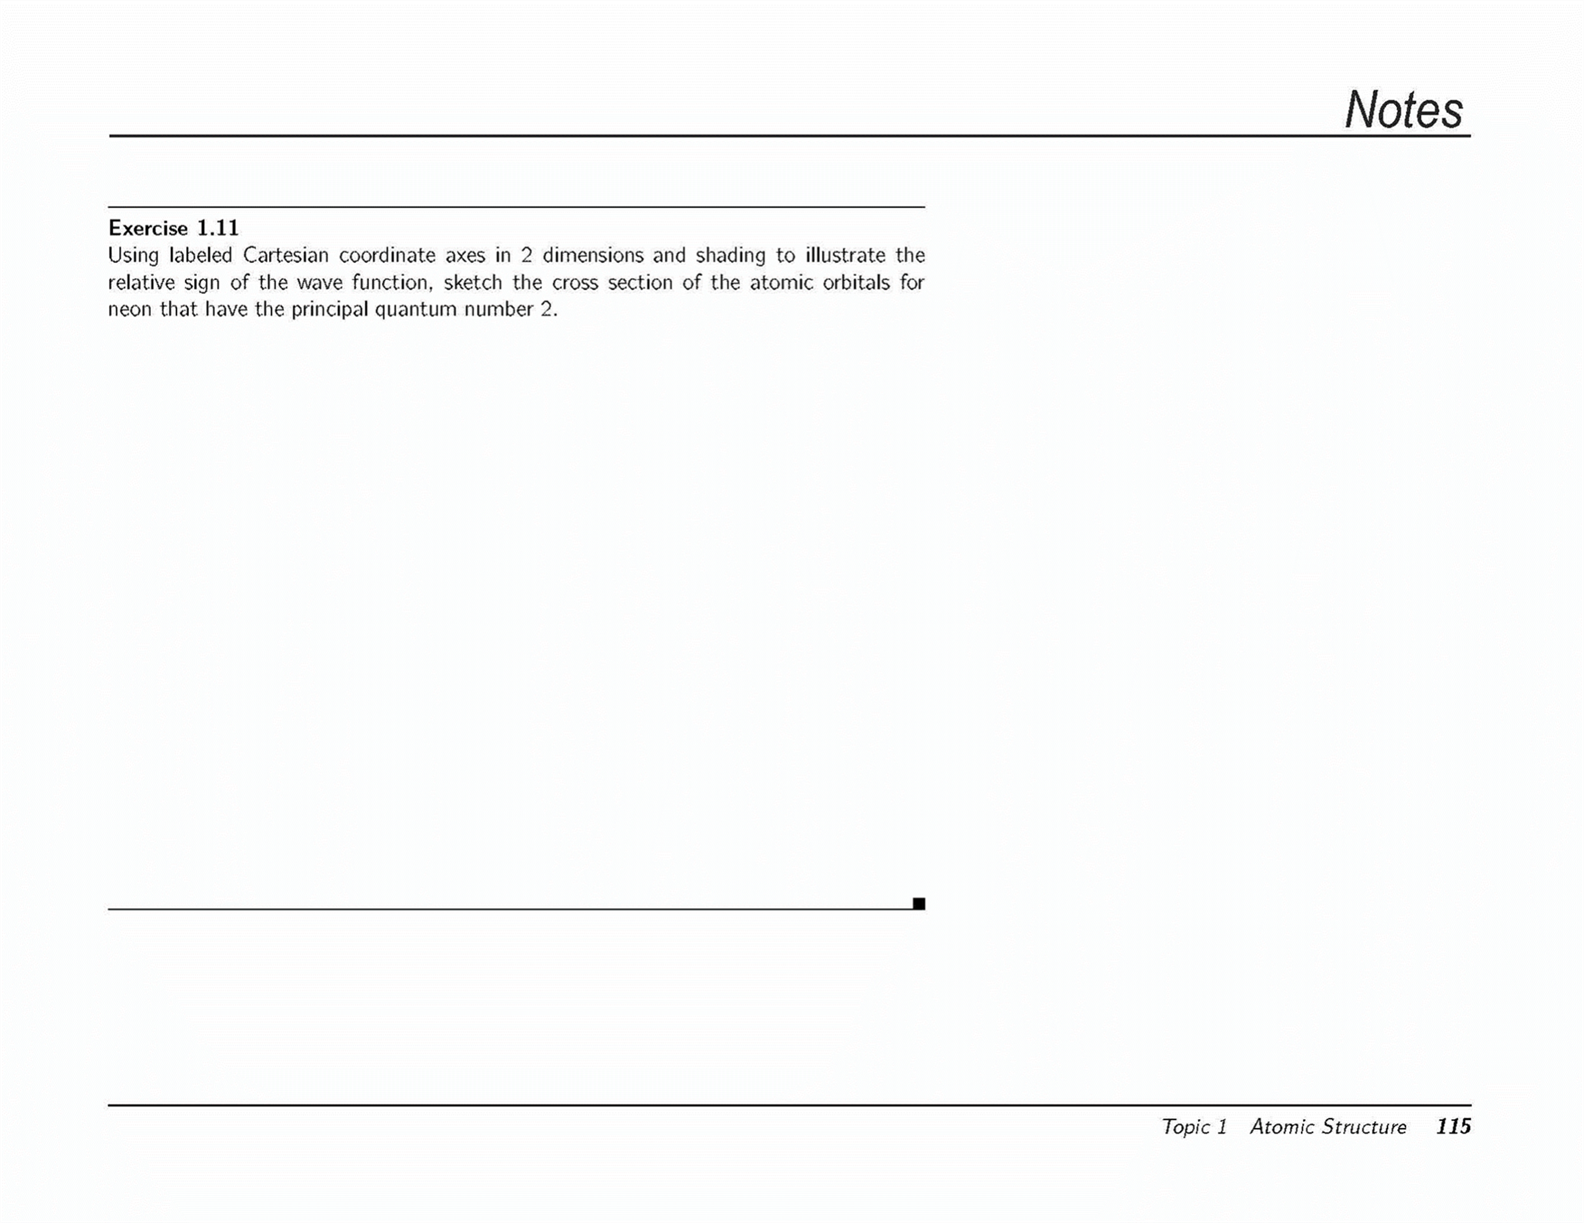 Notes
Exercise 1.11
Using labeled Cartesian coordinate axes in 2 dimensions and shading to illustrate the
relative sign of the wave function, sketch the cross section of the atomic orbitals for
neon that have the principal quantum number 2.
Topic 1 Atomic Structure 115